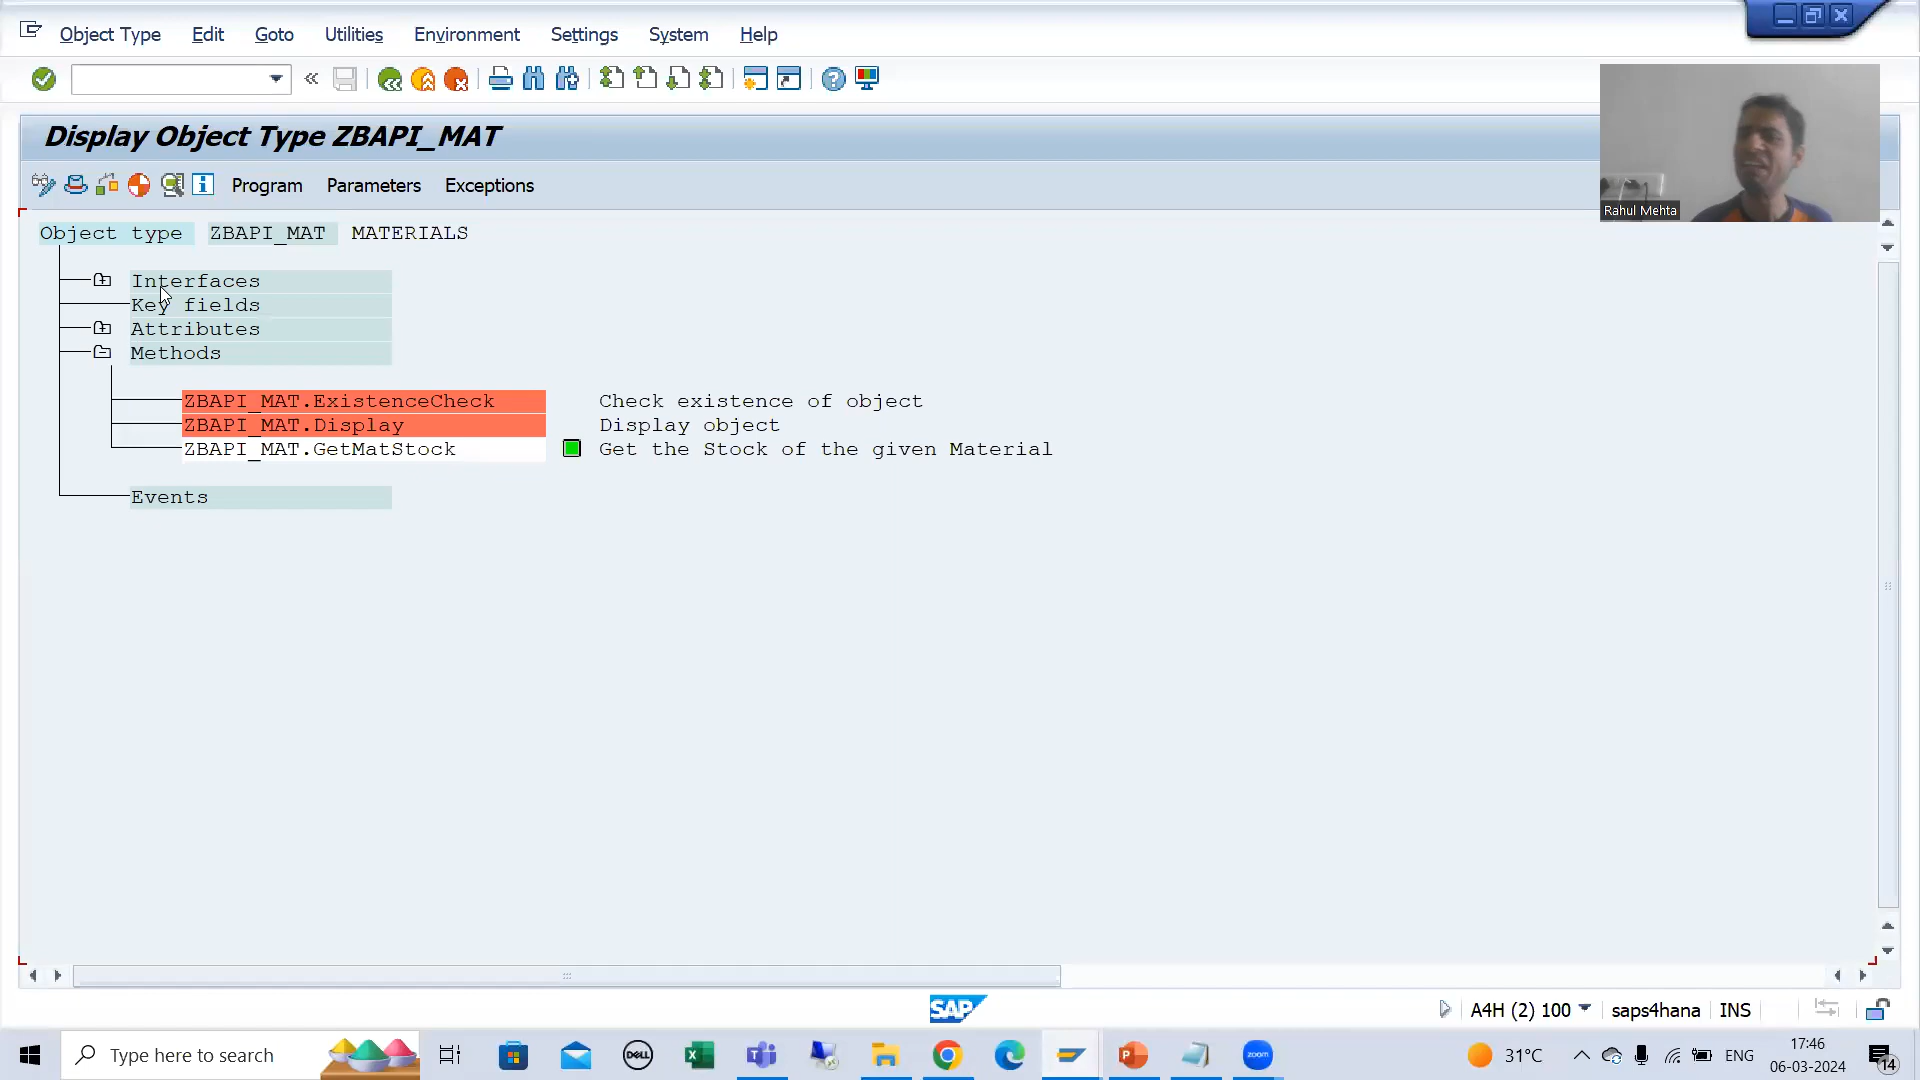 Object Type Edit Goto Utilities Environment Settings System Help
Display Object Type ZBAPI_MAT
Program Parameters Exceptions
Rahul Mehta
Object type ZBAPI_MAT MATERIALS
Interfaces
Key fields
Attributes
Methods
ZBAPI_MAT.ExistenceCheck Check existence of object
ZBAPI_MAT.Display Display object
ZBAPI_MAT.GetMatStock Get the Stock of the given Material
Events
SAP
A4H (2) 100 saps4hana INS
Type here to search
DELL
zoom
31°C
ENG
17:46
06-03-2024
14